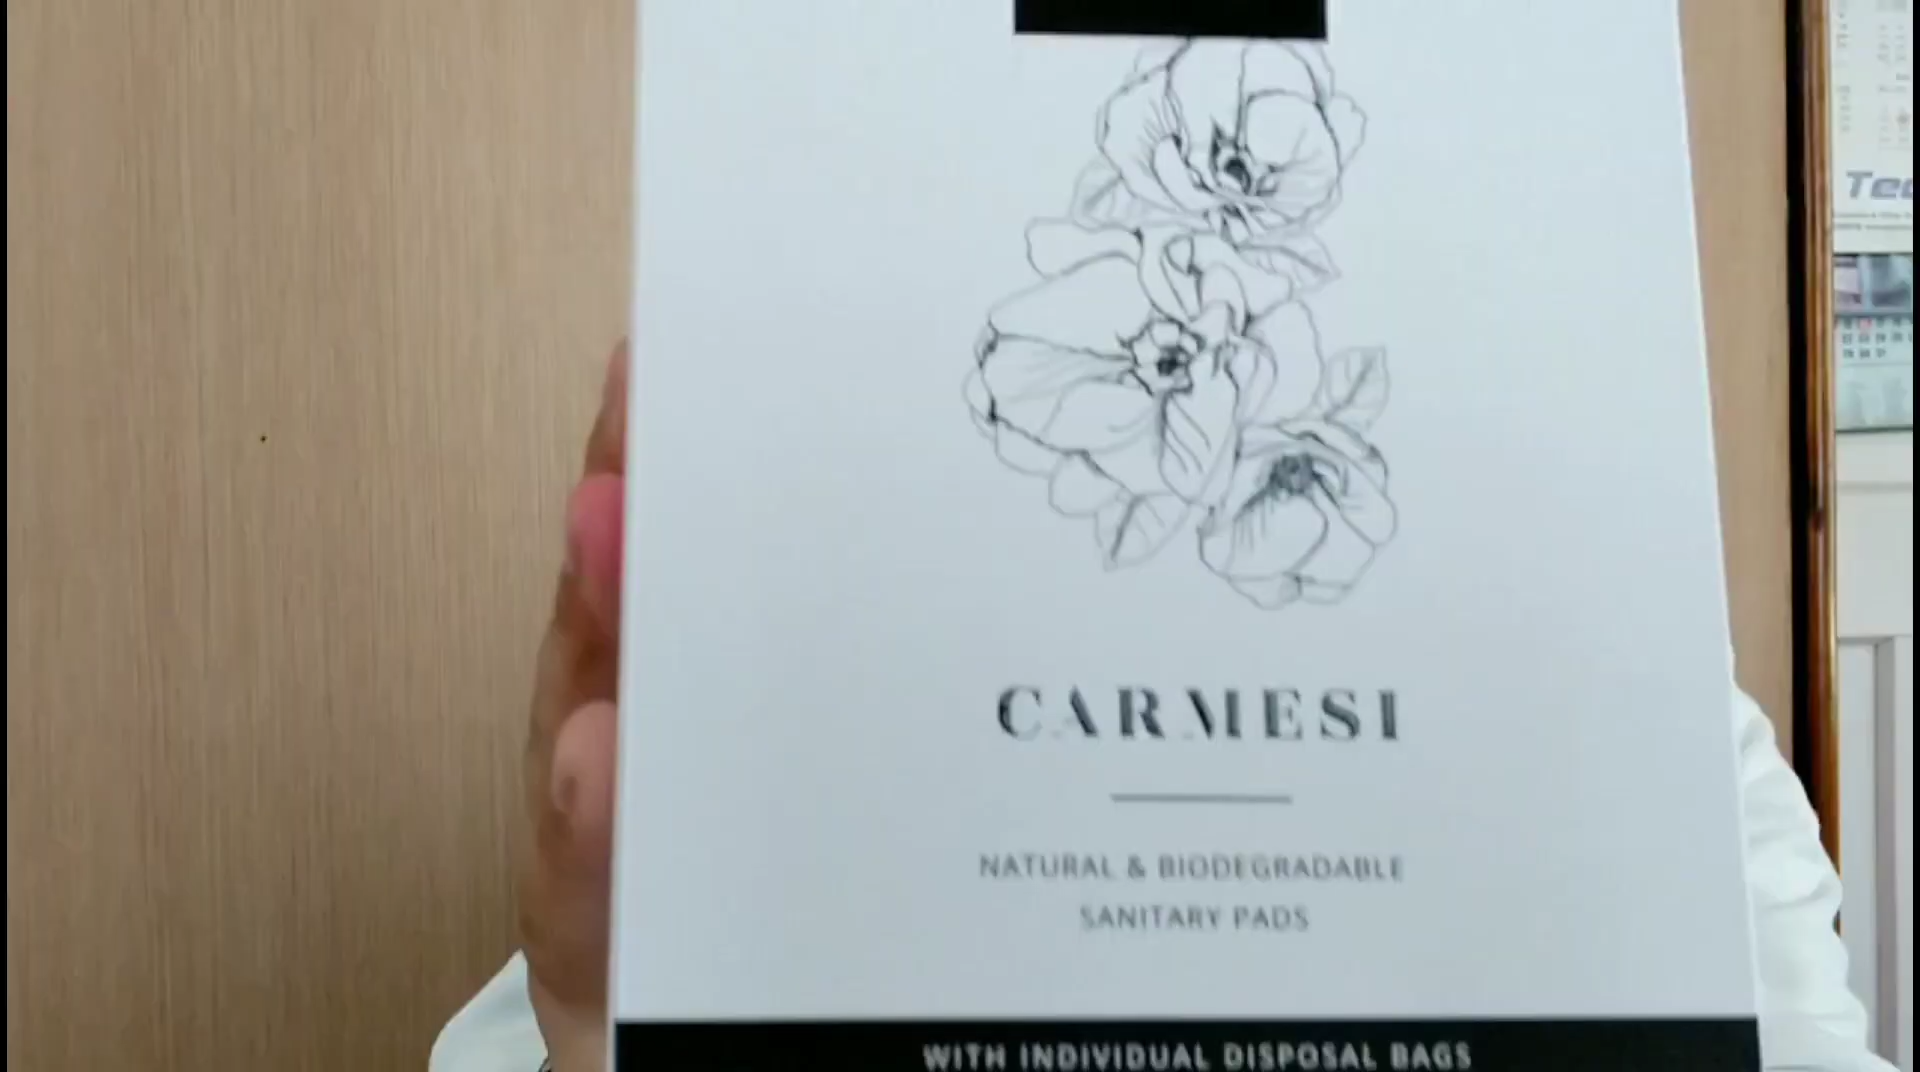 CARMESI
NATURAL & BIODEGRADABLE
SANITARY PADS
WITH INDIVIDUAL DISPOSAL BAGS